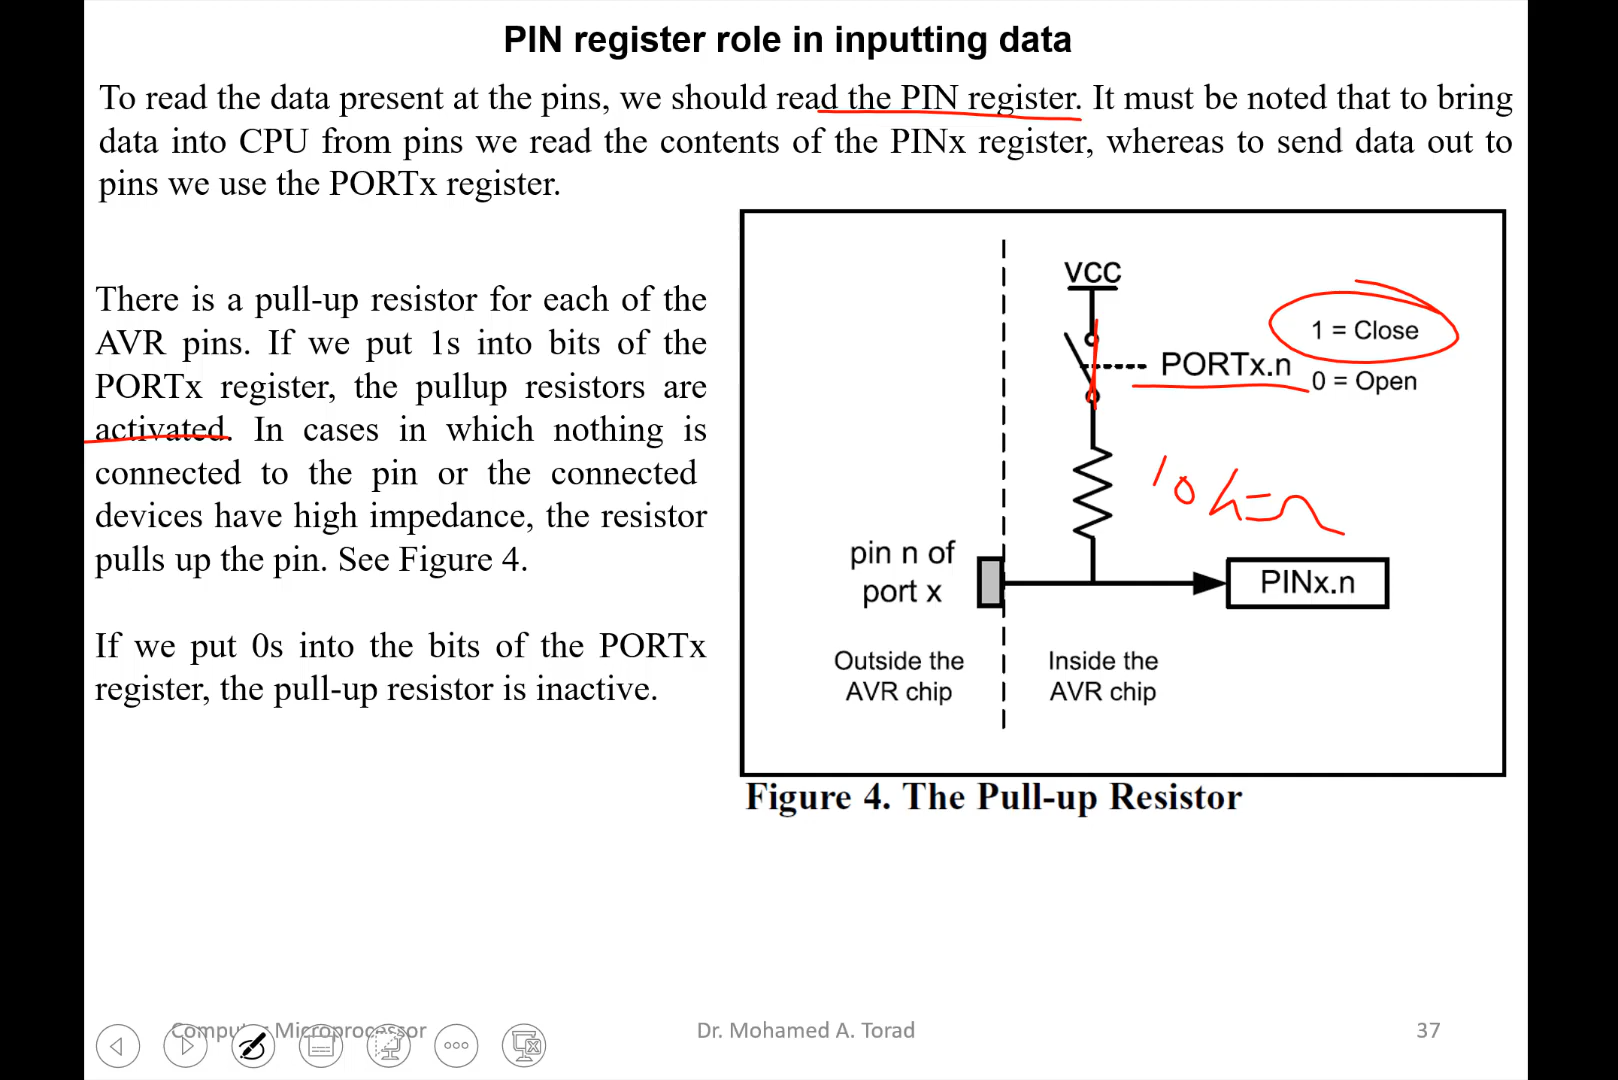 PIN register role in inputting data
To read the data present at the pins, we should read the PIN register. It must be noted that to bring
data into CPU from pins we read the contents of the PINx register, whereas to send data out to
pins we use the PORTx register.
There is a pull-up resistor for each of the
AVR pins. If we put 1s into bits of the
PORTx register, the pullup resistors are
activated. In cases in which nothing is
connected to the pin or the connected
devices have high impedance, the resistor
pulls up the pin. See Figure 4.
If we put 0s into the bits of the PORTx
register, the pull-up resistor is inactive.
VCC
1 = Close
PORTx.n
0 = Open
pin n of
port x
PINx.n
Outside the
AVR chip
Inside the
AVR chip
Figure 4. The Pull-up Resistor
Computer Microprocessor
Dr. Mohamed A. Torad
37